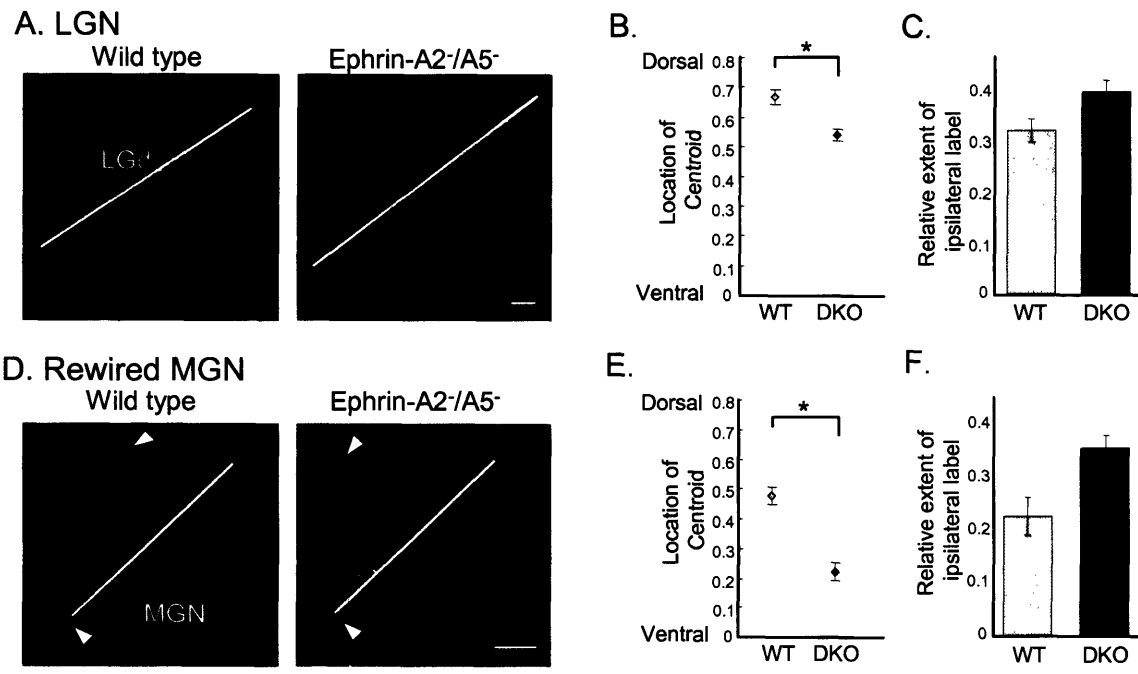 A. LGN
Wild type
Ephrin-A2-/A5-
B.
Dorsal
0.8
0.7
0.6
0.5
0.4
0.3
0.2
0.1
Ventral
0
Location of
Centroid
*
WT
DKO
C.
0.4
0.3
0.2
0.1
0
Relative extent of
ipsilateral label
WT
DKO
D. Rewired MGN
Wild type
Ephrin-A2-/A5-
MGN
E.
Dorsal
0.8
0.7
0.6
0.5
0.4
0.3
0.2
0.1
Ventral
0
Location of
Centroid
*
WT
DKO
F.
0.4
0.3
0.2
0.1
0
Relative extent of
ipsilateral label
WT
DKO